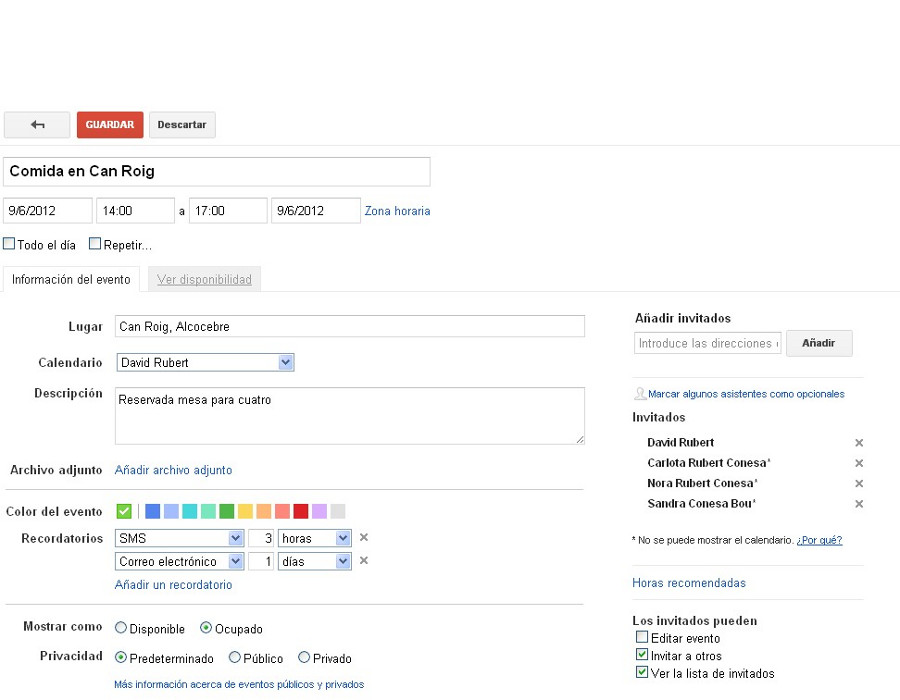 GUARDAR Descartar
Comida en Can Roig
9/6/2012 14:00 a 17:00 9/6/2012 Zona horaria
Todo el día Repetir...
Información del evento Ver disponibilidad
Lugar Can Roig, Alcocebre
Calendario David Rubert
Descripción Reservada mesa para cuatro
Archivo adjunto Añadir archivo adjunto
Color del evento
Recordatorios SMS 3 horas
Correo electrónico 1 días
Añadir un recordatorio
Mostrar como Disponible Ocupado
Privacidad Predeterminado Público Privado
Más información acerca de eventos públicos y privados
Añadir invitados
Introduce las direcciones Añadir
Marcar algunos asistentes como opcionales
Invitados
David Rubert
Carlota Rubert Conesa*
Nora Rubert Conesa*
Sandra Conesa Bou*
* No se puede mostrar el calendario. ¿Por qué?
Horas recomendadas
Los invitados pueden
Editar evento
Invitar a otros
Ver la lista de invitados